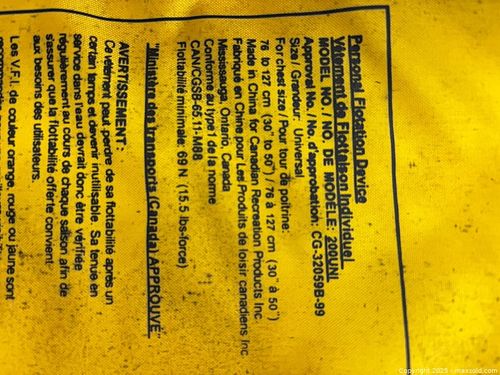 Personal Flotation Device
Vêtement de Flottaison Individuel
MODEL NO. / NO. DE MODELE: 200UNI
Approval No. / No. d'approbation: CG-32059B-99
Size / Grandeur: Universal
For chest size / Pour tour de poitrine:
76 to 127 cm (30" to 50") / 76 à 127 cm (30" à 50")
Made in China for Canadian Recreation Products Inc.
Fabriqué en Chine pour Les Produits de loisir canadiens Inc.
Mississauga, Ontario, Canada
Conforme au type 1 de la norme
CAN/CGSB-65.11-M88
Flottabilité minimale: 69 N (15.5 lbs-force)
"Ministère des transports (Canada) APPROUVÉ"
AVERTISSEMENT:
Ce vêtement peut perdre de sa flottabilité après un
certain temps et devenir inutilisable. Sa tenue en
service dans l'eau devrait donc être vérifiée
régulièrement au cours de chaque saison afin de
s'assurer que la flottabilité offerte convient
aux besoins des utilisateurs.
Les V.F.I. de couleur orange, rouge ou jaune sont
Copyright 2025 - maxsold.com